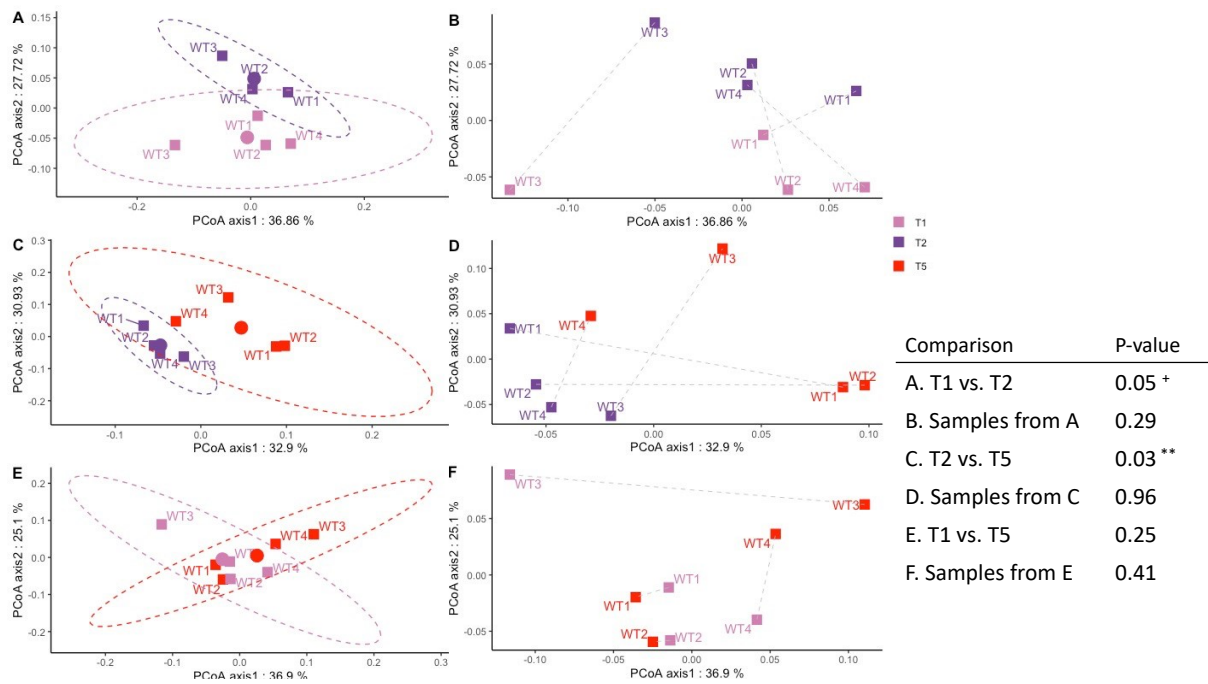 A
0.15
0.10
0.05
0.00
-0.05
-0.10
PCoA axis2 : 27.72 %
WT3
WT2
WT4
WT1
WT1
WT4
WT3
WT2
-0.2
0.0
0.2
PCoA axis1 : 36.86 %
B
0.05
0.00
-0.05
PCoA axis2 : 27.72 %
WT3
WT2
WT4
WT1
WT1
WT3
WT2
WT4
-0.10
-0.05
0.00
0.05
PCoA axis1 : 36.86 %
T1
T2
T5
C
0.3
0.2
0.1
0.0
-0.1
-0.2
PCoA axis2 : 30.93 %
WT3
WT1
WT4
WT2
WT4
WT3
WT1
WT2
-0.1
0.0
0.1
0.2
PCoA axis1 : 32.9 %
D
0.10
0.05
0.00
-0.05
PCoA axis2 : 30.93 %
WT3
WT1
WT4
WT2
WT4
WT3
WT1
WT2
-0.05
0.00
0.05
0.10
PCoA axis1 : 32.9 %
E
0.2
0.1
0.0
-0.1
-0.2
PCoA axis2 : 25.1 %
WT3
WT4
WT3
WT1
WT2
WT2
WT4
-0.2
-0.1
0.0
0.1
0.2
0.3
PCoA axis1 : 36.9 %
F
0.05
0.00
-0.05
PCoA axis2 : 25.1 %
WT3
WT3
WT4
WT1
WT1
WT2
WT2
WT4
-0.10
-0.05
0.00
0.05
0.10
PCoA axis1 : 36.9 %
Comparison P-value
A. T1 vs. T2 0.05 +
B. Samples from A 0.29
C. T2 vs. T5 0.03 **
D. Samples from C 0.96
E. T1 vs. T5 0.25
F. Samples from E 0.41